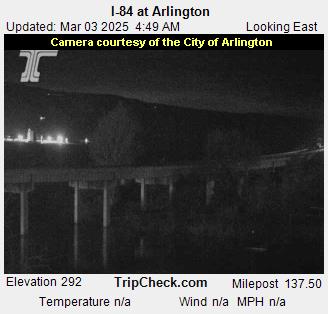 I-84 at Arlington
Updated: Mar 03 2025 4:49 AM Looking East
Camera courtesy of the City of Arlington
Elevation 292 TripCheck.com Milepost 137.50
Temperature n/a Wind n/a MPH n/a